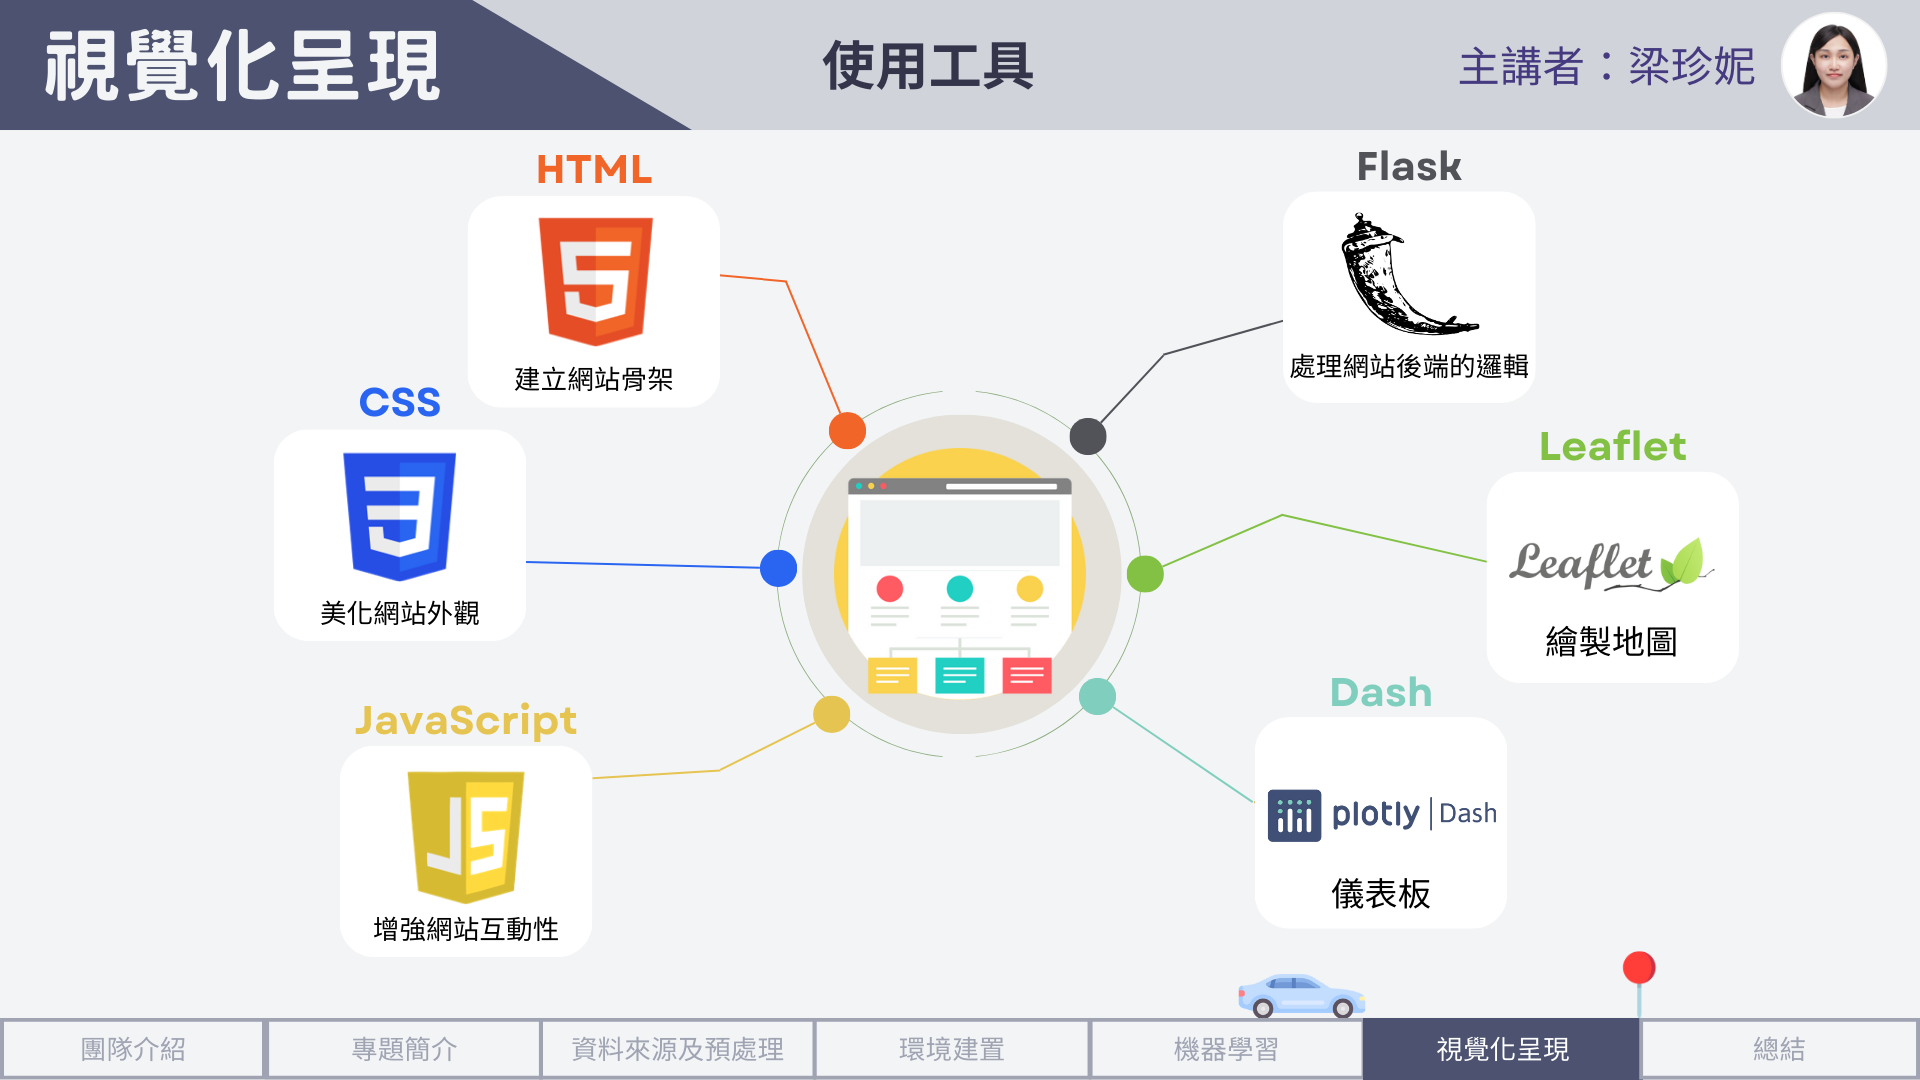 視覺化呈現
使用工具
主講者：梁珍妮
HTML
建立網站骨架
CSS
美化網站外觀
JavaScript
JS
增強網站互動性
Flask
處理網站後端的邏輯
Leaflet
Leaflet
繪製地圖
Dash
plotly | Dash
儀表板
團隊介紹
專題簡介
資料來源及預處理
環境建置
機器學習
視覺化呈現
總結